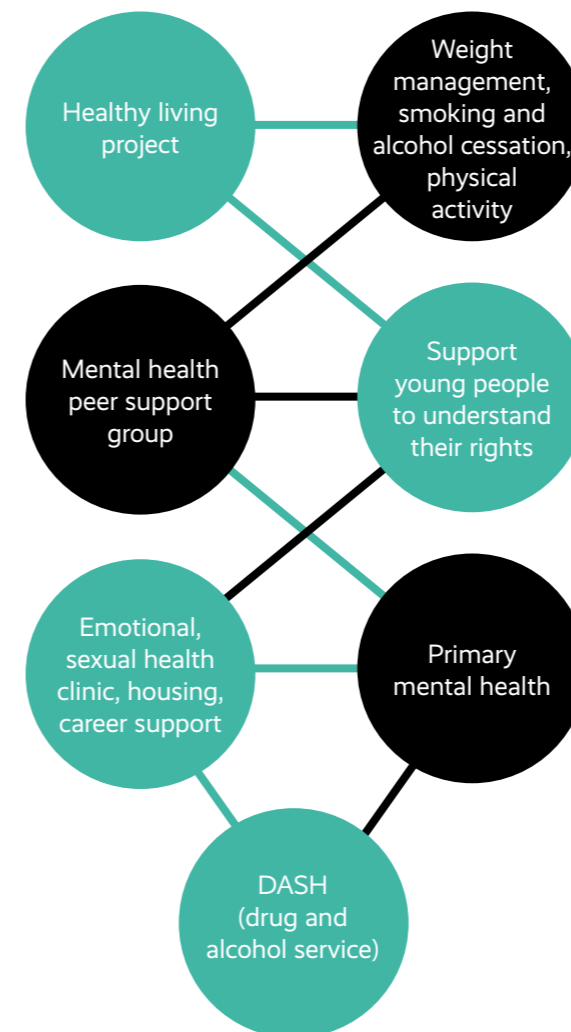 Healthy living
project
Weight
management,
smoking and
alcohol cessation,
physical
activity
Mental health
peer support
group
Support
young people
to understand
their rights
Emotional,
sexual health
clinic, housing,
career support
Primary
mental health
DASH
(drug and
alcohol service)